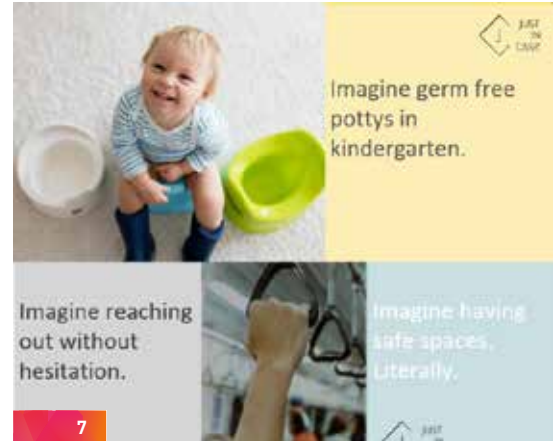 JUST
IN
CASE
Imagine germ free
pottys in
kindergarten.
Imagine reaching
out without
hesitation.
Imagine having
safe spaces.
Literally.
JUST
7